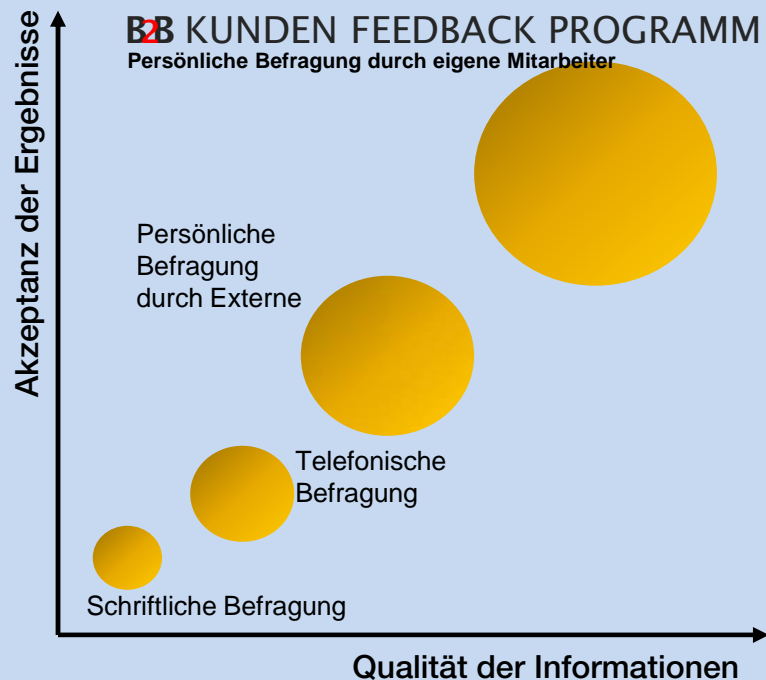 B2B KUNDEN FEEDBACK PROGRAMM
Persönliche Befragung durch eigene Mitarbeiter
Akzeptanz der Ergebnisse
Persönliche
Befragung
durch Externe
Telefonische
Befragung
Schriftliche Befragung
Qualität der Informationen